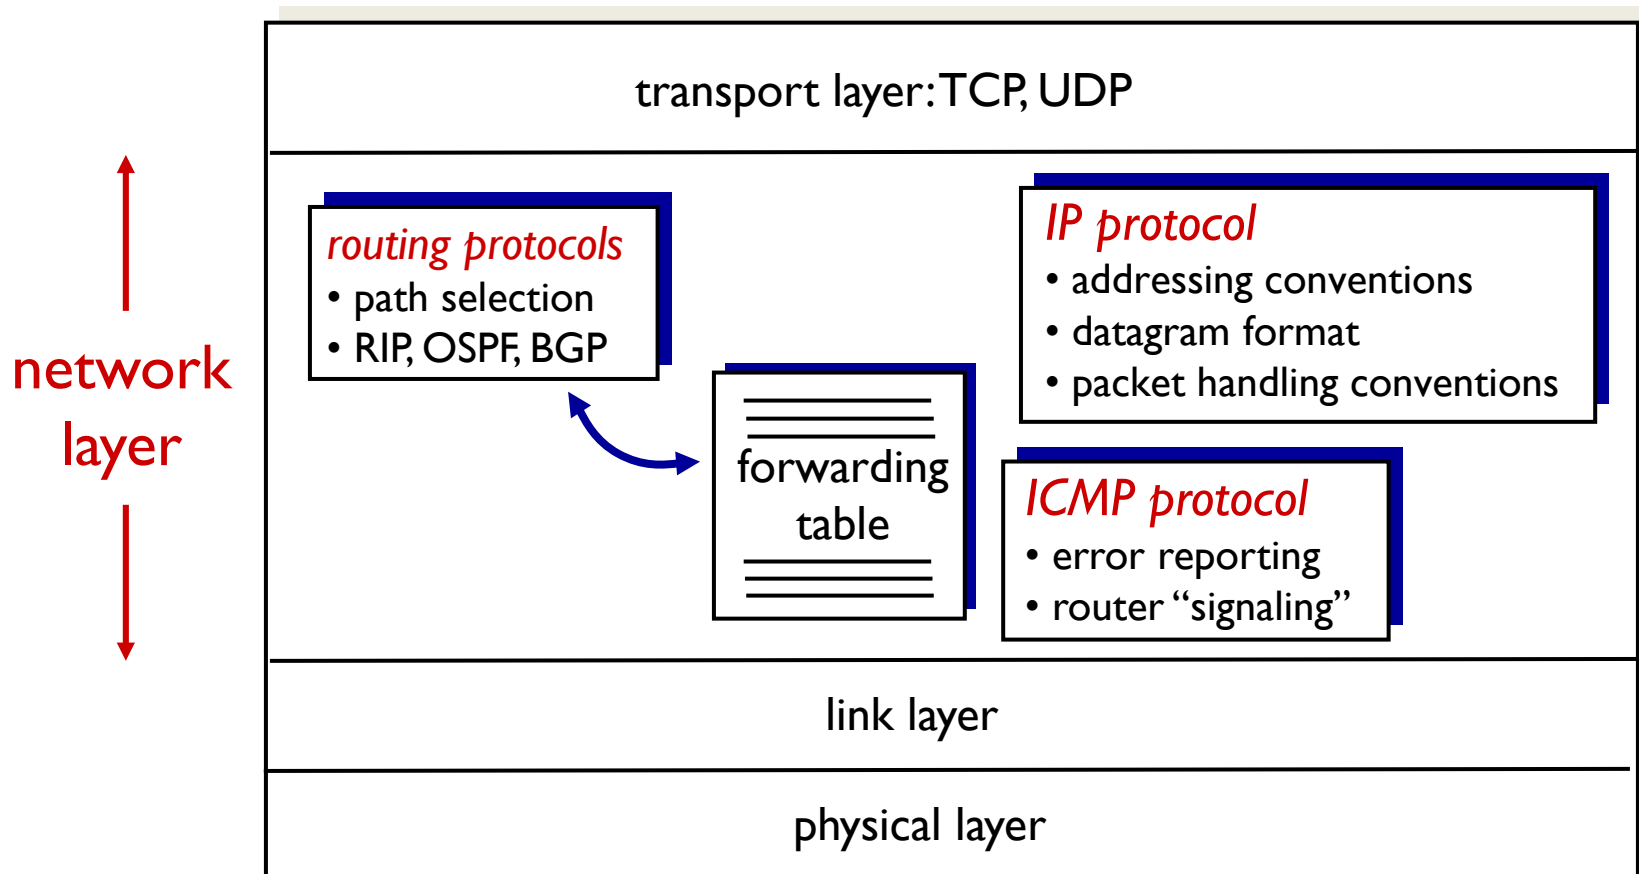 transport layer: TCP, UDP
network
layer
routing protocols
• path selection
• RIP, OSPF, BGP
forwarding
table
IP protocol
• addressing conventions
• datagram format
• packet handling conventions
ICMP protocol
• error reporting
• router “signaling”
link layer
physical layer